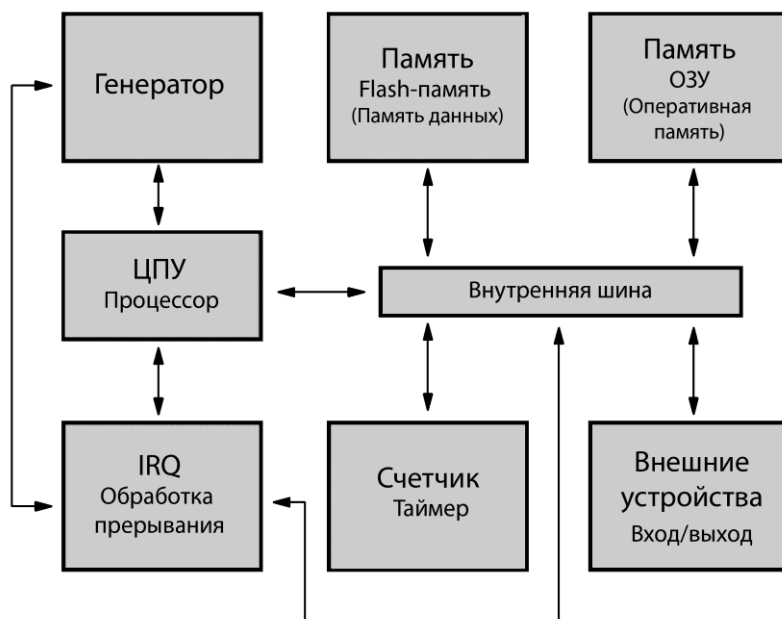 Генератор
Память
Flash-память
(Память данных)
Память
ОЗУ
(Оперативная
память)
ЦПУ
Процессор
Внутренняя шина
IRQ
Обработка
прерывания
Счетчик
Таймер
Внешние
устройства
Вход/выход